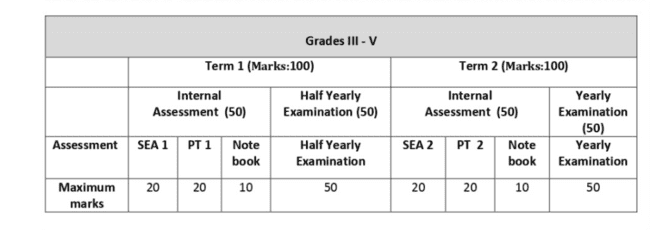 Grades III - V
Term 1 (Marks:100) Term 2 (Marks:100)
Internal Assessment (50) Half Yearly Examination (50) Internal Assessment (50) Yearly Examination (50)
Assessment SEA 1 PT 1 Note book Half Yearly Examination SEA 2 PT 2 Note book Yearly Examination
Maximum marks 20 20 10 50 20 20 10 50